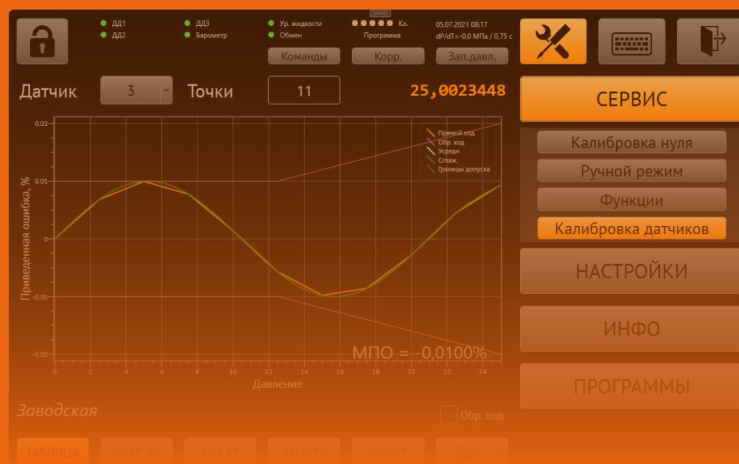 ДД1 ДД3 Ур. жидкости Кл. 05.07.2021 08:17
ДД2 Барометр Обмен Программа dP/dT=-0,0 МПа / 0,75 с
Команды Корр. Зап.давл.
Датчик 3 Точки 11 25,0023448
СЕРВИС
Калибровка нуля
Ручной режим
Функции
Калибровка датчиков
НАСТРОЙКИ
ИНФО
ПРОГРАММЫ
Приведенная ошибка, %
0.02
0.01
0
-0.01
-0.02
Прямой ход
Обр. ход
Усредн
Сглаж.
Границы допуска
МПО = -0,0100%
0 2 4 6 8 10 12 14 16 18 20 22 24
Давление
Заводская
Обр. ход
ТАБЛИЦА